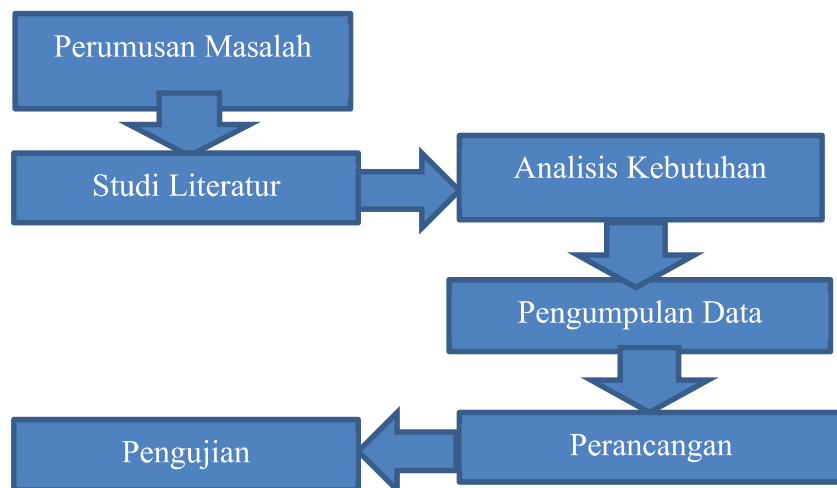 Perumusan Masalah
Studi Literatur
Analisis Kebutuhan
Pengumpulan Data
Perancangan
Pengujian